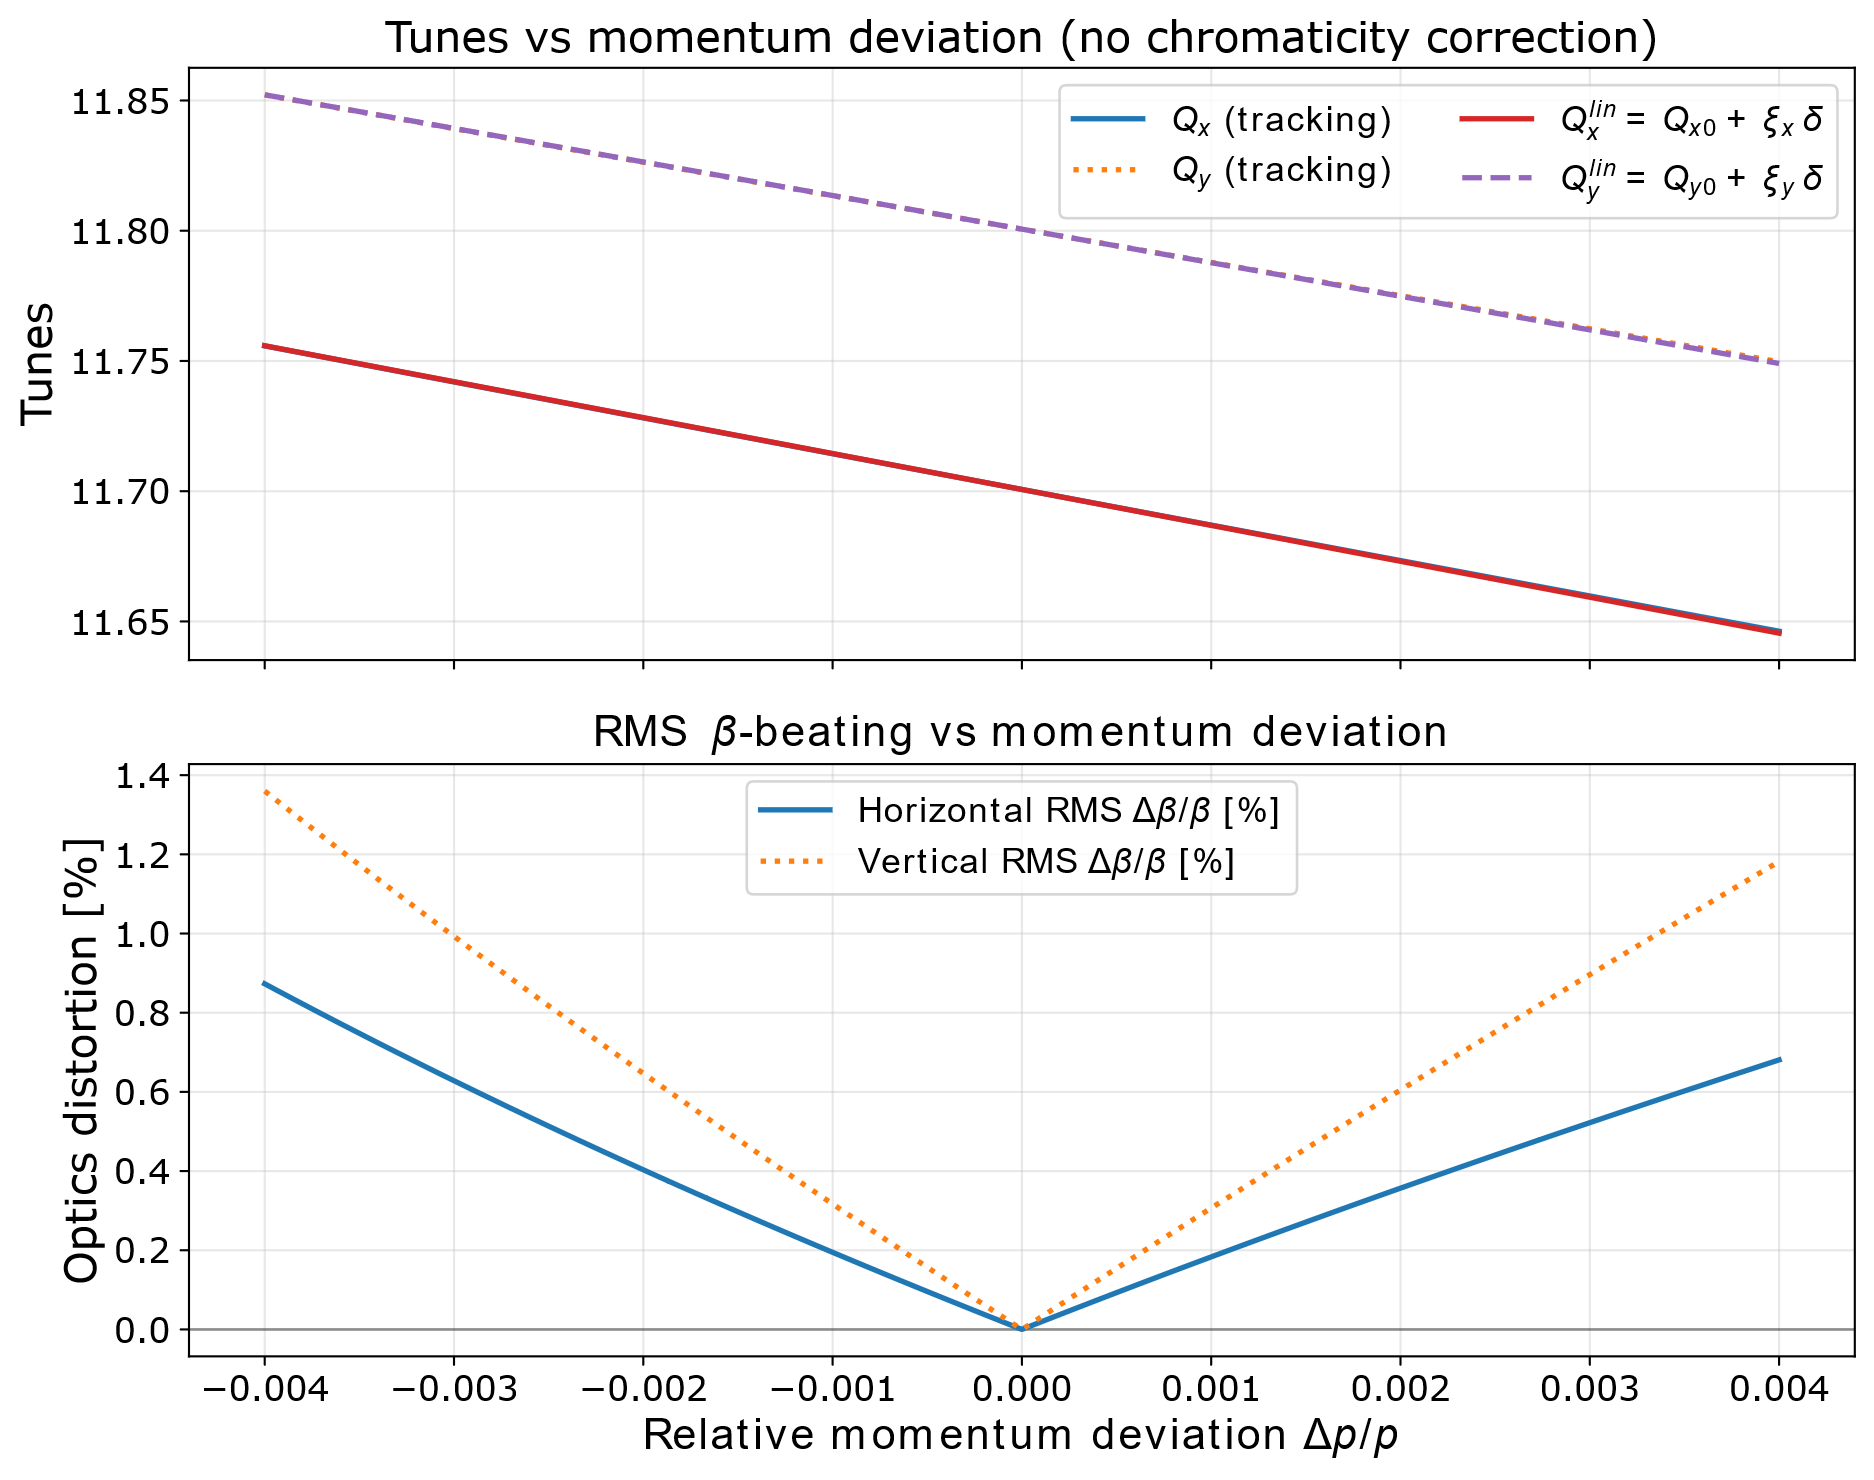 Tunes vs momentum deviation (no chromaticity correction)
Tunes
11.85
11.80
11.75
11.70
11.65
Qx (tracking)
Qy (tracking)
Qx^lin = Qx0 + ξx δ
Qy^lin = Qy0 + ξy δ
RMS β-beating vs momentum deviation
Optics distortion [%]
1.4
1.2
1.0
0.8
0.6
0.4
0.2
0.0
Horizontal RMS Δβ/β [%]
Vertical RMS Δβ/β [%]
−0.004 −0.003 −0.002 −0.001 0.000 0.001 0.002 0.003 0.004
Relative momentum deviation Δp/p